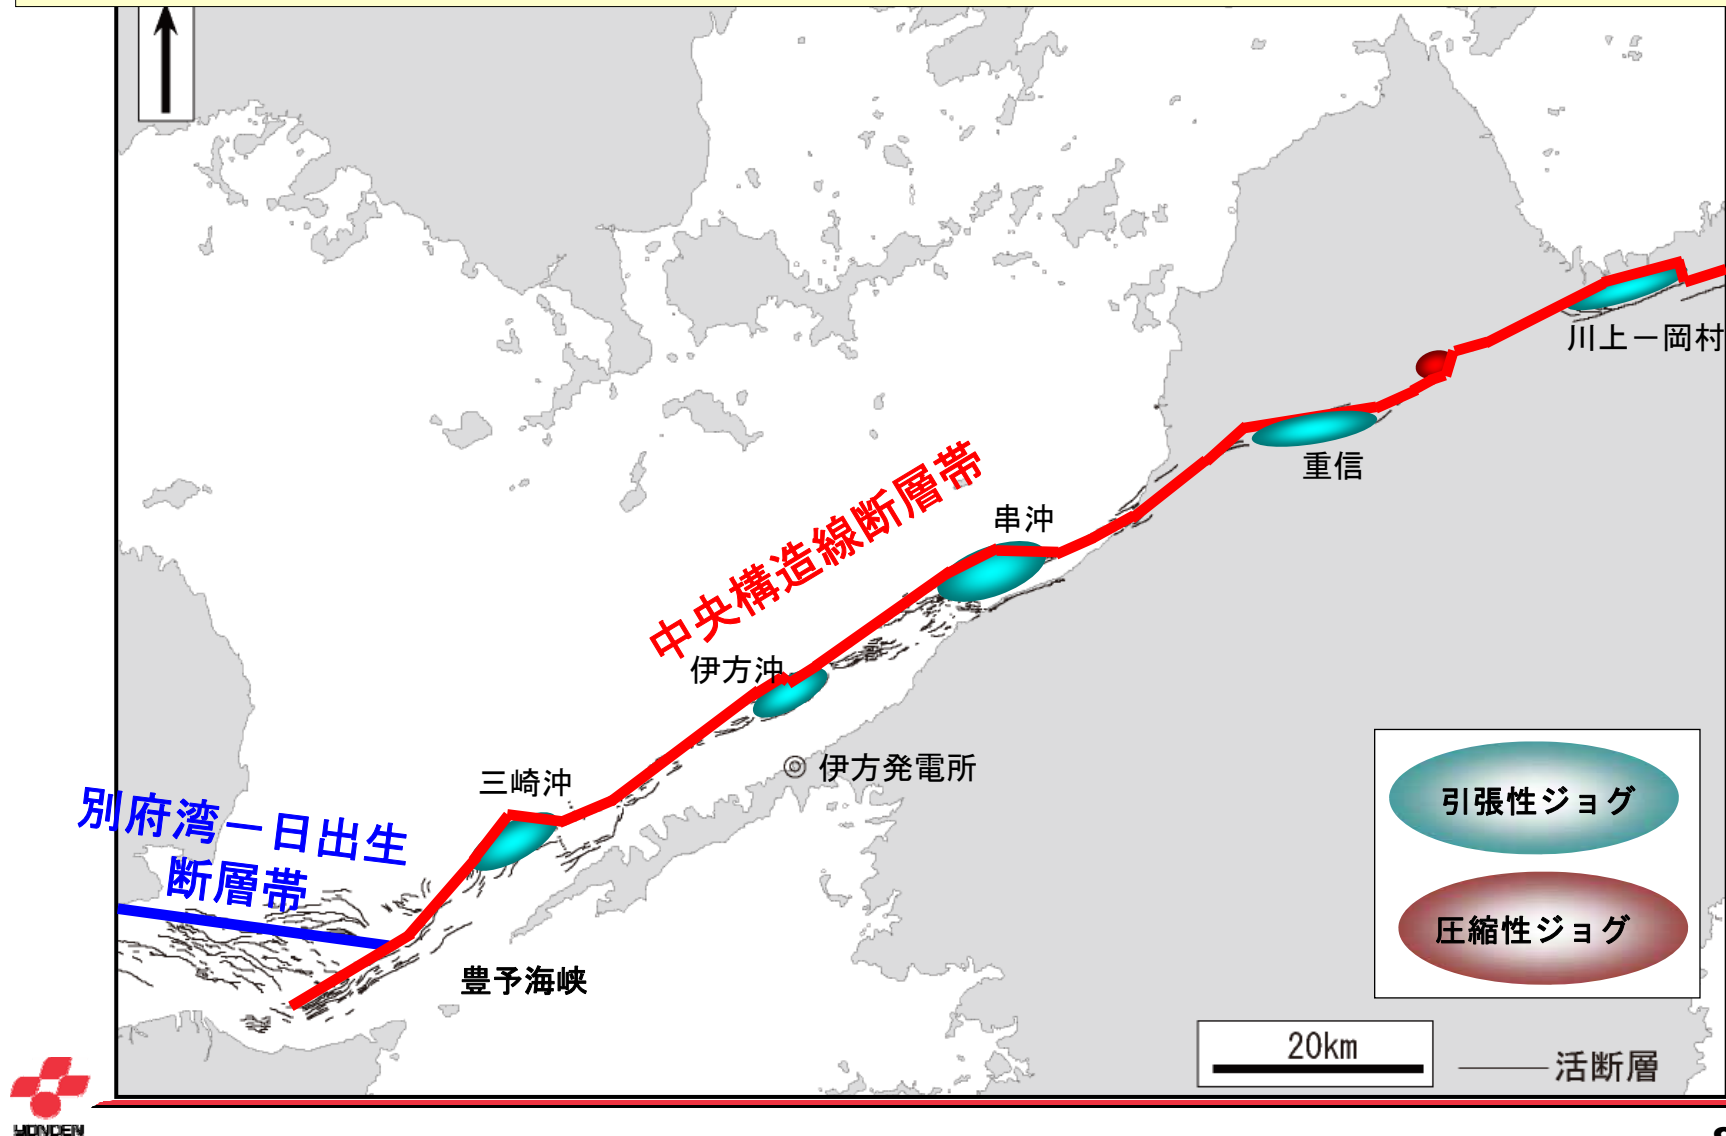 川上－岡村
重信
串沖
中央構造線断層帯
伊方沖
伊方発電所
三崎沖
別府湾－日出生
断層帯
豊予海峡
引張性ジョグ
圧縮性ジョグ
20km
活断層
YONDEN